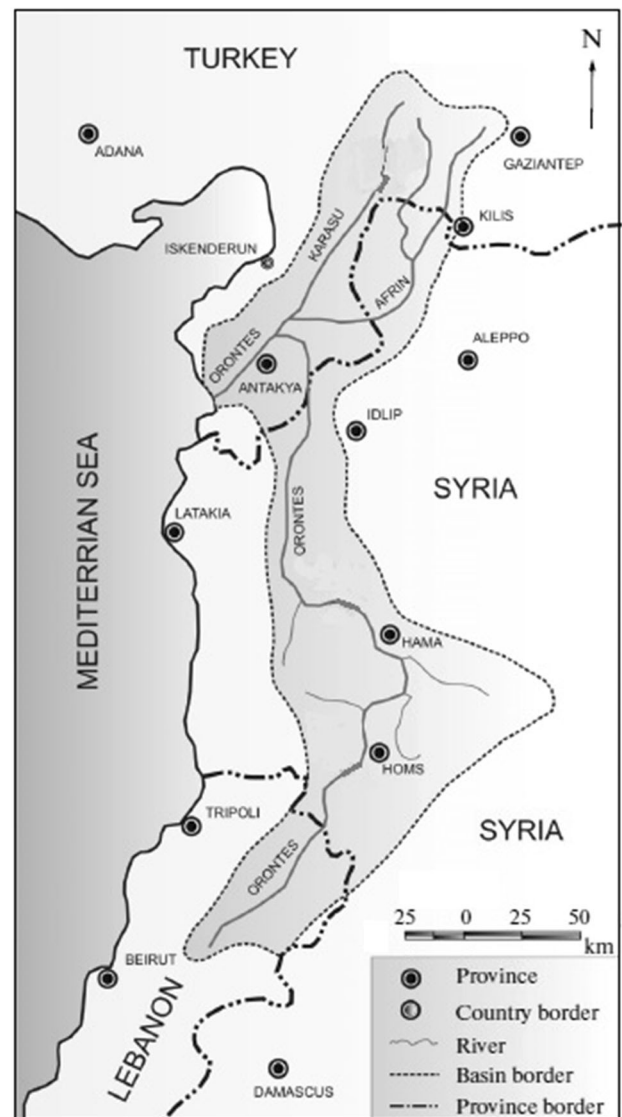 TURKEY
N
ADANA
GAZIANTEP
KILIS
ISKENDERUN
KARASU
AFRIN
ORONTES
ALEPPO
ANTAKYA
IDLIP
SYRIA
MEDITERRIAN SEA
LATAKIA
ORONTES
HAMA
HOMS
TRIPOLI
SYRIA
ORONTES
25 0 25 50
km
BEIRUT
LEBANON
DAMASCUS
Province
Country border
River
Basin border
Province border